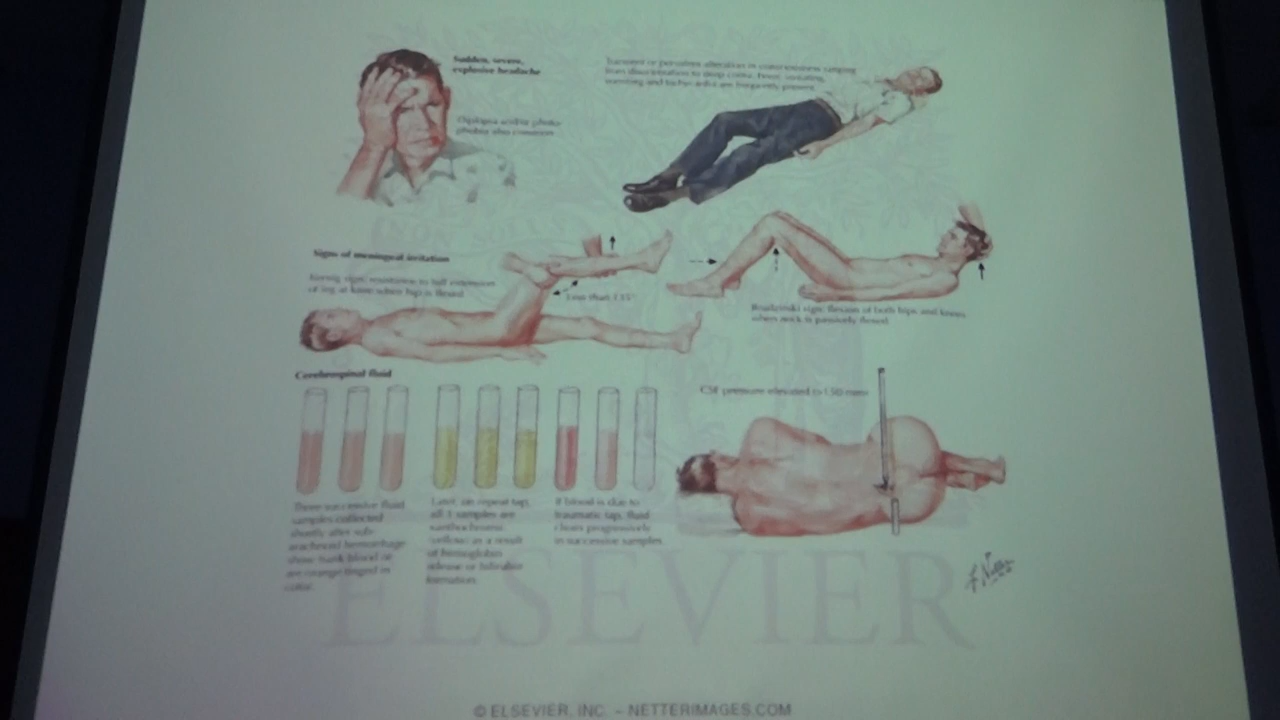 Sudden, severe,
explosive headache
Diplopia and/or photo-
phobia also common
Transient or persistent alteration in consciousness ranging
from disorientation to deep coma. Fever, sweating,
vomiting and tachycardia are frequently present
Signs of meningeal irritation
Kernig sign: resistance to full extension
of leg at knee when hip is flexed
Less than 135°
Brudzinski sign: flexion of both hips and knees
when neck is passively flexed
Cerebrospinal fluid
Three successive fluid
samples collected
shortly after sub-
arachnoid hemorrhage
show frank blood or
are orange tinged in
color.
Later, on repeat tap,
all 3 samples are
xanthochromic
(yellow) as a result
of hemoglobin
release or bilirubin
formation
If blood is due to
traumatic tap, fluid
clears progressively
in successive samples
CSF pressure elevated to 150 mm+
ELSEVIER
© ELSEVIER, INC. – NETTERIMAGES.COM